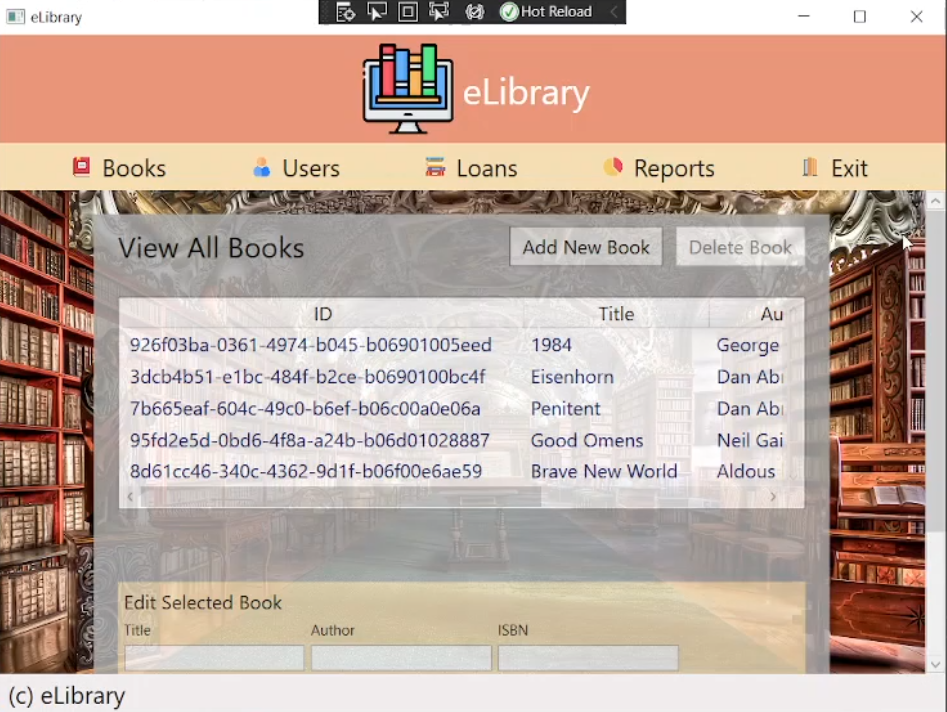 eLibrary
Hot Reload
eLibrary
Books Users Loans Reports Exit
View All Books
Add New Book Delete Book
ID Title Au
926f03ba-0361-4974-b045-b06901005eed 1984 George
3dcb4b51-e1bc-484f-b2ce-b0690100bc4f Eisenhorn Dan Ab
7b665eaf-604c-49c0-b6ef-b06c00a0e06a Penitent Dan Ab
95fd2e5d-0bd6-4f8a-a24b-b06d01028887 Good Omens Neil Gai
8d61cc46-340c-4362-9d1f-b06f00e6ae59 Brave New World Aldous
Edit Selected Book
Title Author ISBN
(c) eLibrary